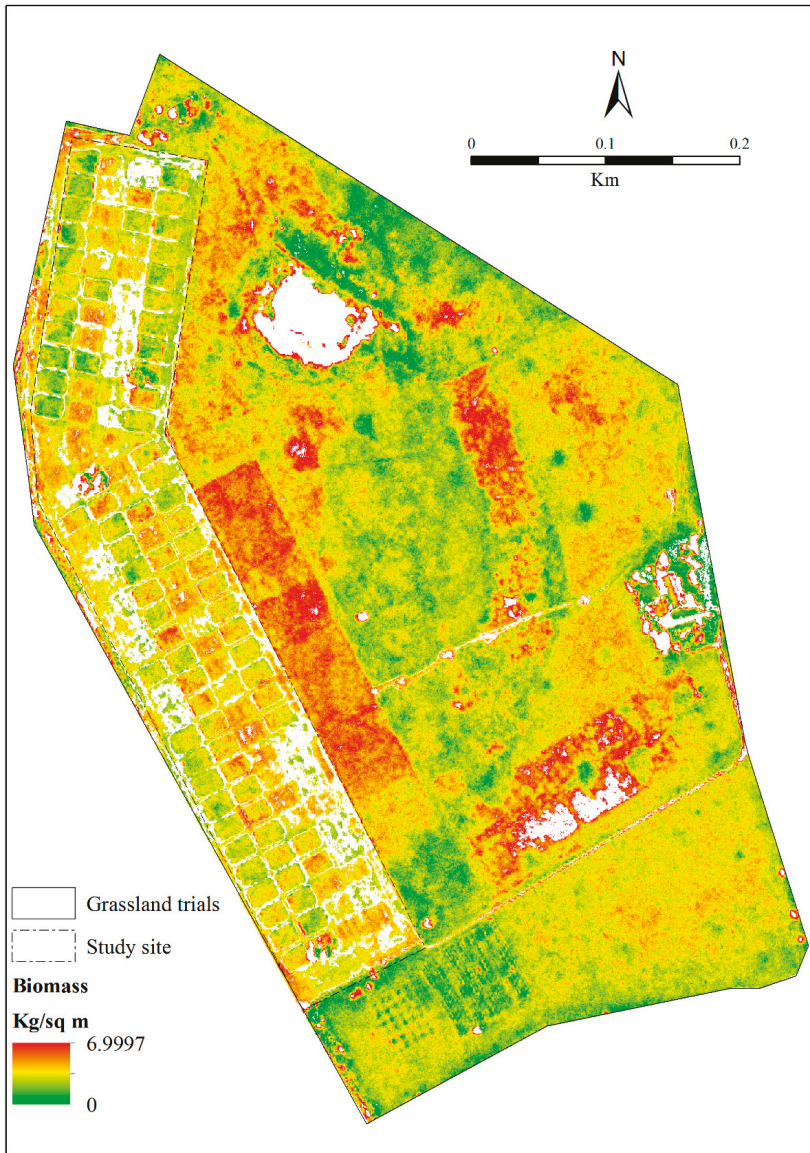 N
0 0.1 0.2
Km
Grassland trials
Study site
Biomass
Kg/sq m
6.9997
0